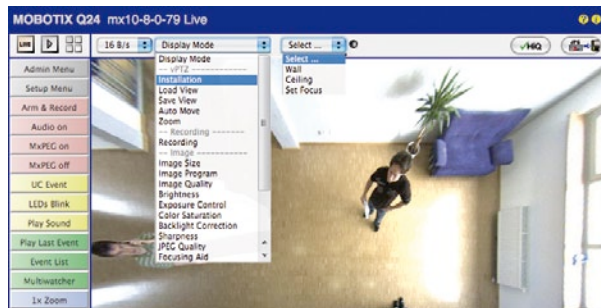 MOBOTIX Q24 mx10-8-0-79 Live
LIVE
16 B/s
Display Mode
Select ...
HiQ
Admin Menu
Setup Menu
Arm & Record
Audio on
MxPEG on
MxPEG off
UC Event
LEDs Blink
Play Sound
Play Last Event
Event List
Multiwatcher
1x Zoom
Display Mode
-- vPTZ --------------
Installation
Load View
Save View
Auto Move
Zoom
-- Recording --------
Recording
-- Image ------------
Image Size
Image Program
Image Quality
Brightness
Exposure Control
Color Saturation
Backlight Correction
Sharpness
JPEG Quality
Focusing Aid
Select ...
Wall
Ceiling
Set Focus